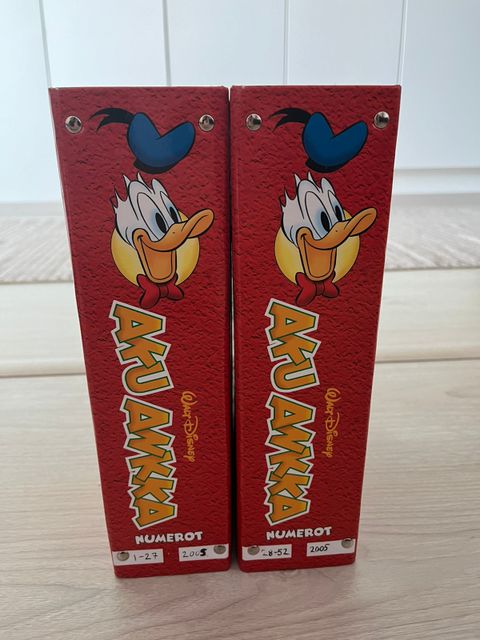 AKU ANKKA
WALT DISNEY
NUMEROT
1-27 2005
AKU ANKKA
WALT DISNEY
NUMEROT
28-52 2005